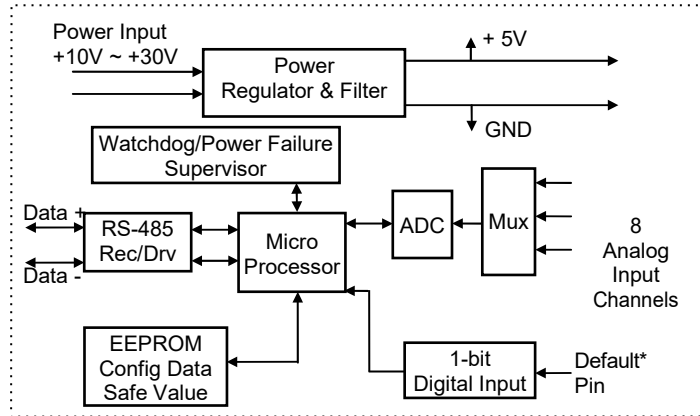 Power Input
+10V ~ +30V
Power
Regulator & Filter
+ 5V
GND
Watchdog/Power Failure
Supervisor
Data +
Data -
RS-485
Rec/Drv
Micro
Processor
ADC
Mux
8
Analog
Input
Channels
EEPROM
Config Data
Safe Value
1-bit
Digital Input
Default*
Pin